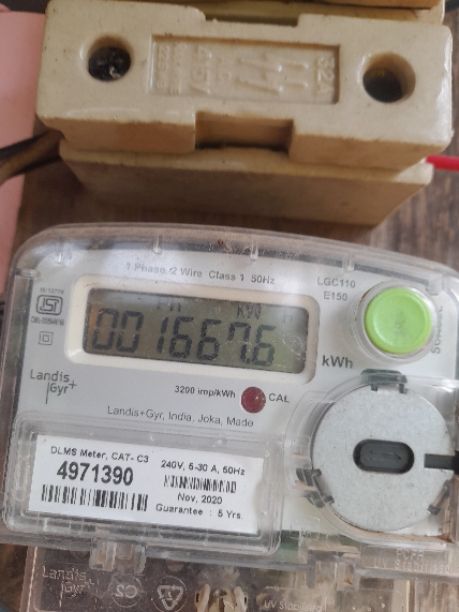 32A
1 Phase 2 Wire Class 1 50Hz
LGC110
E150
001667.6
kWh
Landis
Gyr+
3200 imp/kWh
CAL
Landis+Gyr, India, Joka, Made
DLMS Meter, CAT- C3
4971390
240V, 5-30 A, 50Hz
Nov, 2020
Guarantee : 5 Yrs.
Landis
Gyr+